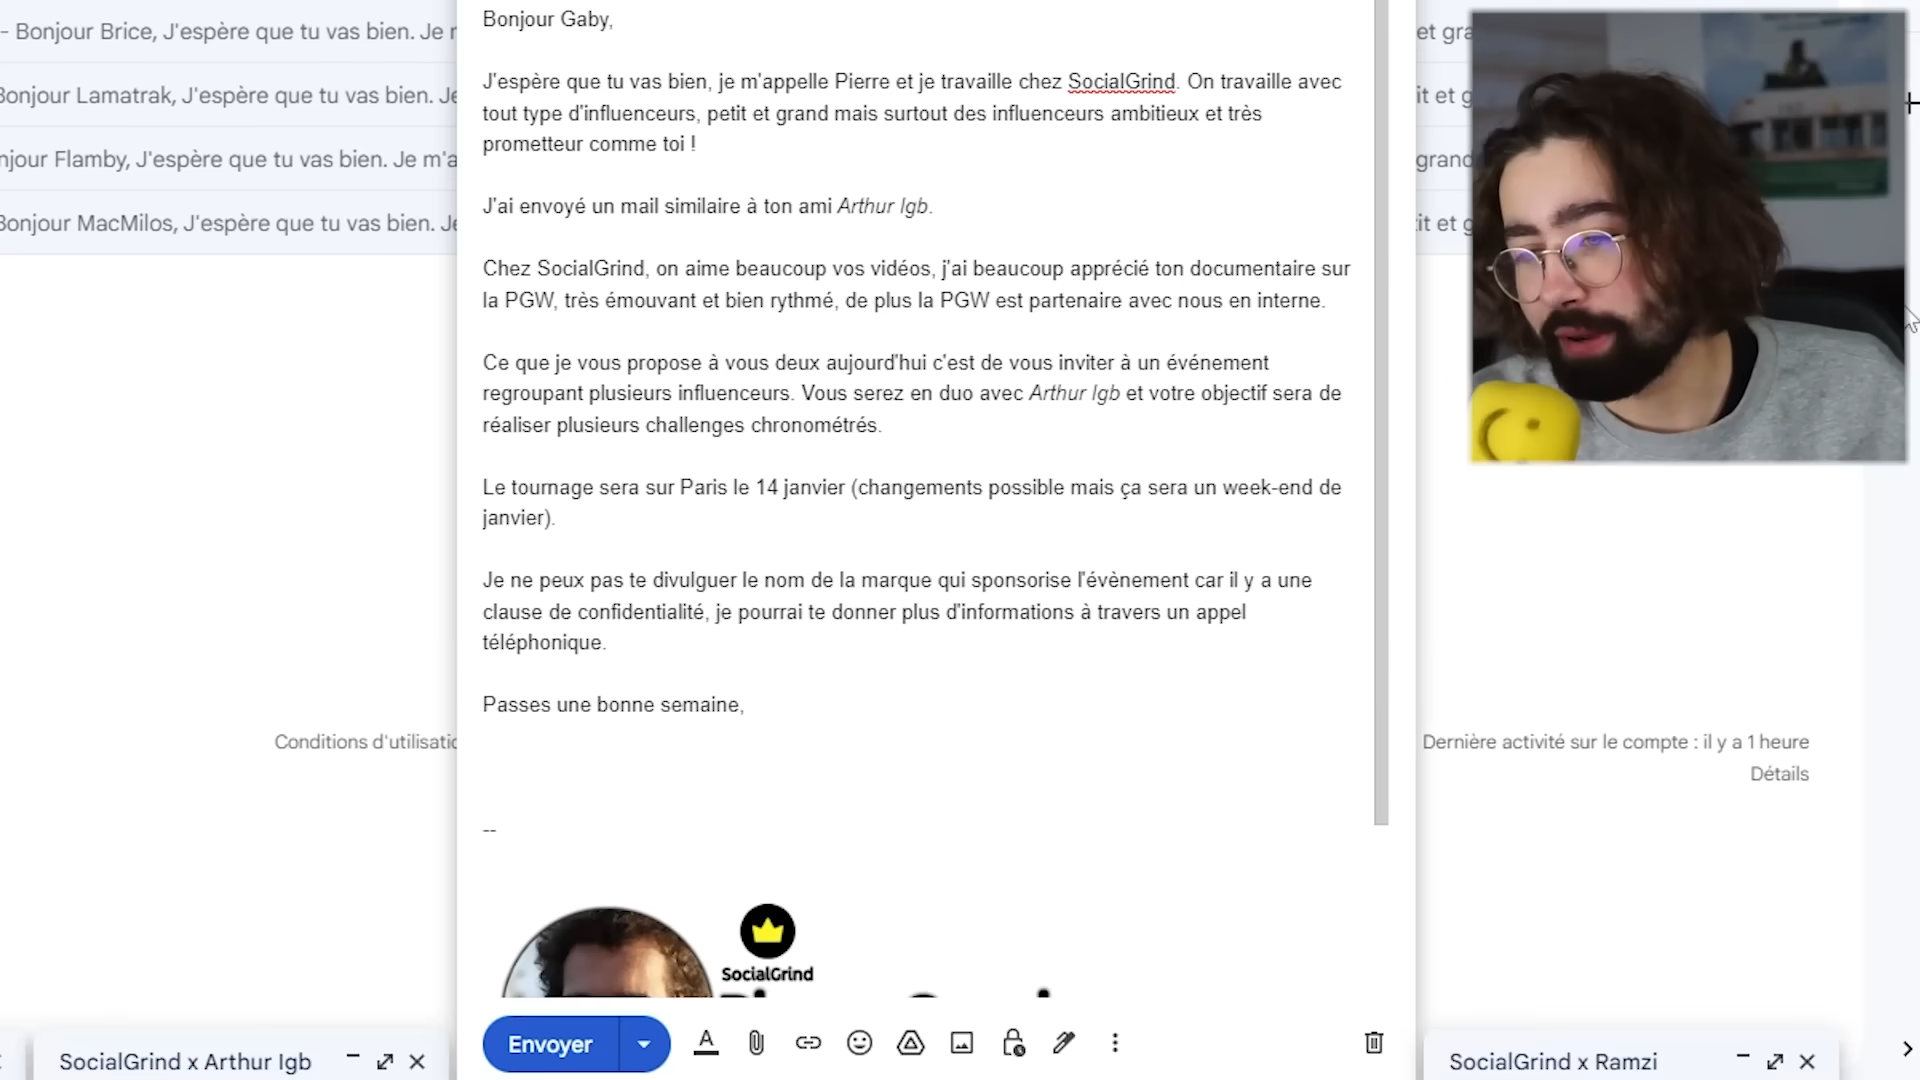 - Bonjour Brice, J'espère que tu vas bien. Je
Bonjour Lamatrak, J'espère que tu vas bien. Je
njour Flamby, J'espère que tu vas bien. Je m'a
Bonjour MacMilos, J'espère que tu vas bien. Je
Bonjour Gaby,
J'espère que tu vas bien, je m'appelle Pierre et je travaille chez SocialGrind. On travaille avec
tout type d'influenceurs, petit et grand mais surtout des influenceurs ambitieux et très
prometteur comme toi !
J'ai envoyé un mail similaire à ton ami Arthur Igb.
Chez SocialGrind, on aime beaucoup vos vidéos, j'ai beaucoup apprécié ton documentaire sur
la PGW, très émouvant et bien rythmé, de plus la PGW est partenaire avec nous en interne.
Ce que je vous propose à vous deux aujourd'hui c'est de vous inviter à un événement
regroupant plusieurs influenceurs. Vous serez en duo avec Arthur Igb et votre objectif sera de
réaliser plusieurs challenges chronométrés.
Le tournage sera sur Paris le 14 janvier (changements possible mais ça sera un week-end de
janvier).
Je ne peux pas te divulguer le nom de la marque qui sponsorise l'évènement car il y a une
clause de confidentialité, je pourrai te donner plus d'informations à travers un appel
téléphonique.
Passes une bonne semaine,
--
SocialGrind
Envoyer
et gra
it et g
grand
tit et g
Conditions d'utilisatio
Dernière activité sur le compte : il y a 1 heure
Détails
SocialGrind x Arthur Igb
SocialGrind x Ramzi